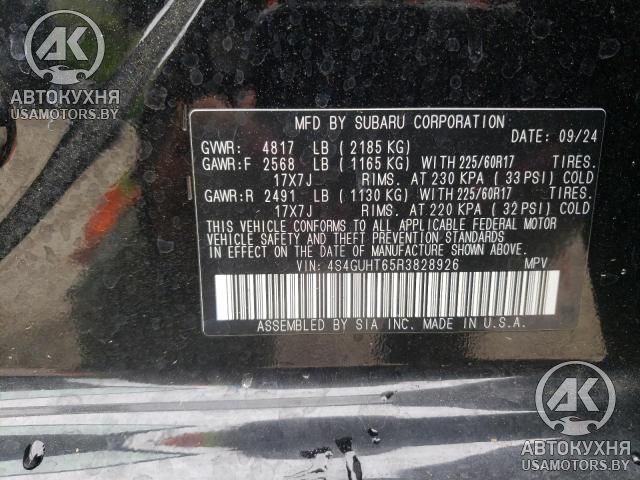 AK
АВТОКУХНЯ
USAMOTORS.BY
MFD BY SUBARU CORPORATION
DATE: 09/24
GVWR: 4817 LB (2185 KG)
GAWR:F 2568 LB (1165 KG) WITH 225/60R17 TIRES.
17X7J RIMS. AT 230 KPA (33 PSI) COLD
GAWR:R 2491 LB (1130 KG) WITH 225/60R17 TIRES.
17X7J RIMS. AT 220 KPA (32 PSI) COLD
THIS VEHICLE CONFORMS TO ALL APPLICABLE FEDERAL MOTOR
VEHICLE SAFETY AND THEFT PREVENTION STANDARDS IN EFFECT
ON THE DATE OF MANUFACTURE SHOWN ABOVE.
VIN: 4S4GUHT65R3828926 MPV
ASSEMBLED BY SIA INC. MADE IN U.S.A.
AK
АВТОКУХНЯ
USAMOTORS.BY